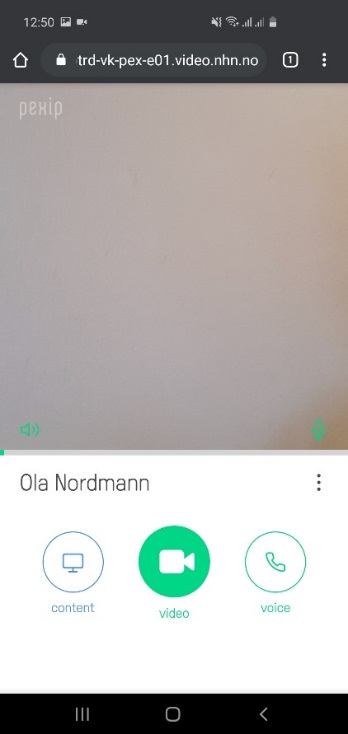 12:50
trd-vk-pex-e01.video.nhn.no
1
pexip
Ola Nordmann
content
video
voice